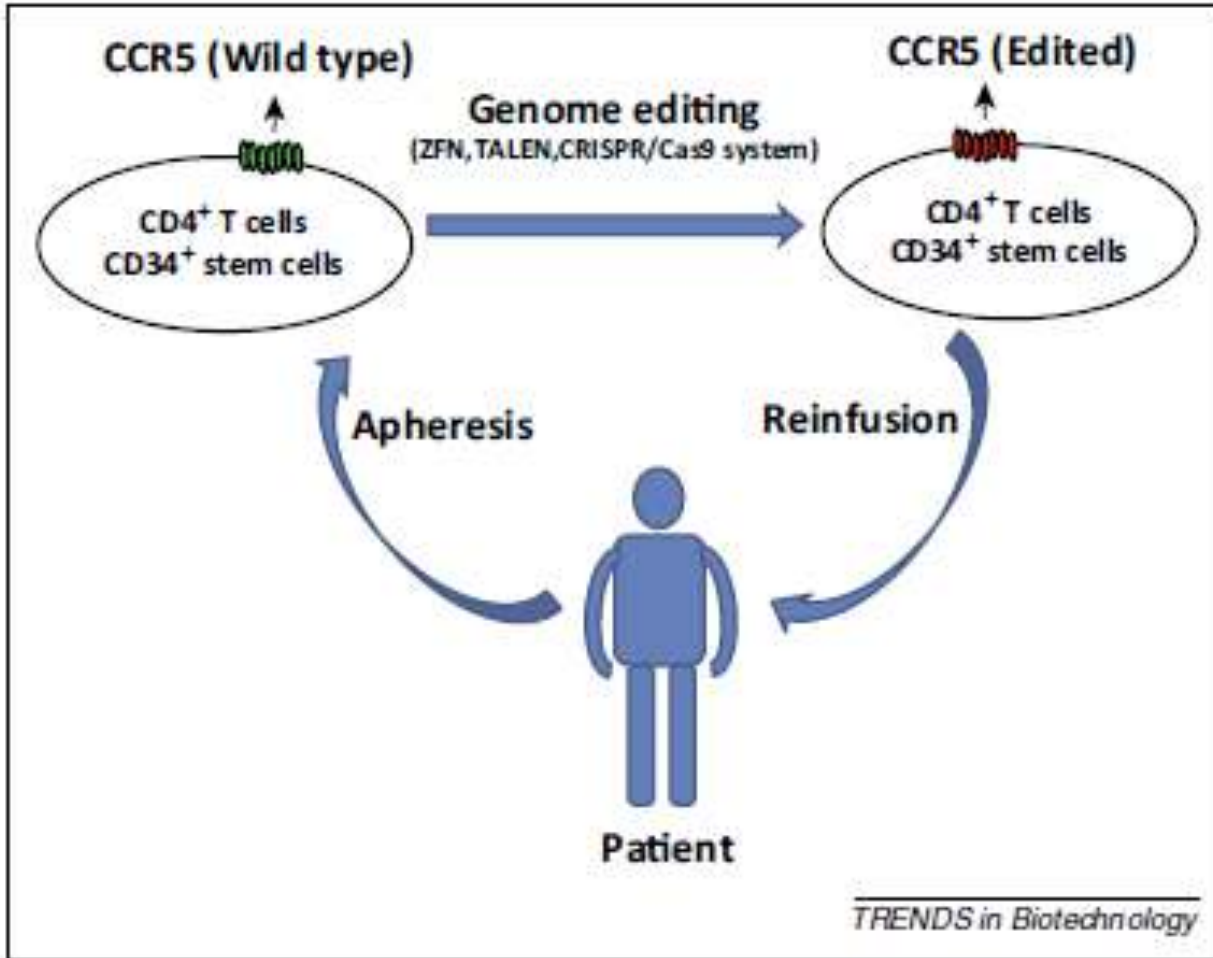 CCR5 (Wild type)
CCR5 (Edited)
Genome editing
(ZFN,TALEN,CRISPR/Cas9 system)
CD4⁺ T cells
CD34⁺ stem cells
CD4⁺ T cells
CD34⁺ stem cells
Apheresis
Reinfusion
Patient
TRENDS in Biotechnology